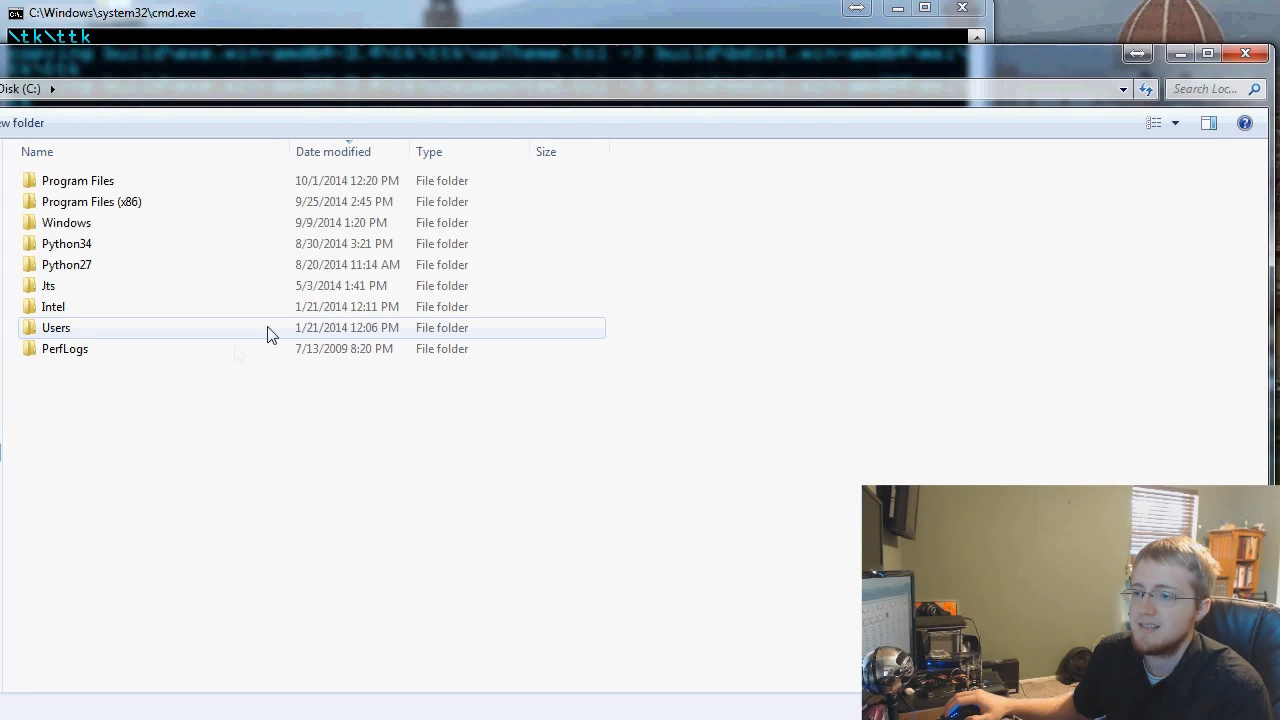 C:\Windows\system32\cmd.exe
\tk\ttk
Disk (C:)
Search Loc...
ew folder
Name Date modified Type Size
Program Files 10/1/2014 12:20 PM File folder
Program Files (x86) 9/25/2014 2:45 PM File folder
Windows 9/9/2014 1:20 PM File folder
Python34 8/30/2014 3:21 PM File folder
Python27 8/20/2014 11:14 AM File folder
Jts 5/3/2014 1:41 PM File folder
Intel 1/21/2014 12:11 PM File folder
Users 1/21/2014 12:06 PM File folder
PerfLogs 7/13/2009 8:20 PM File folder